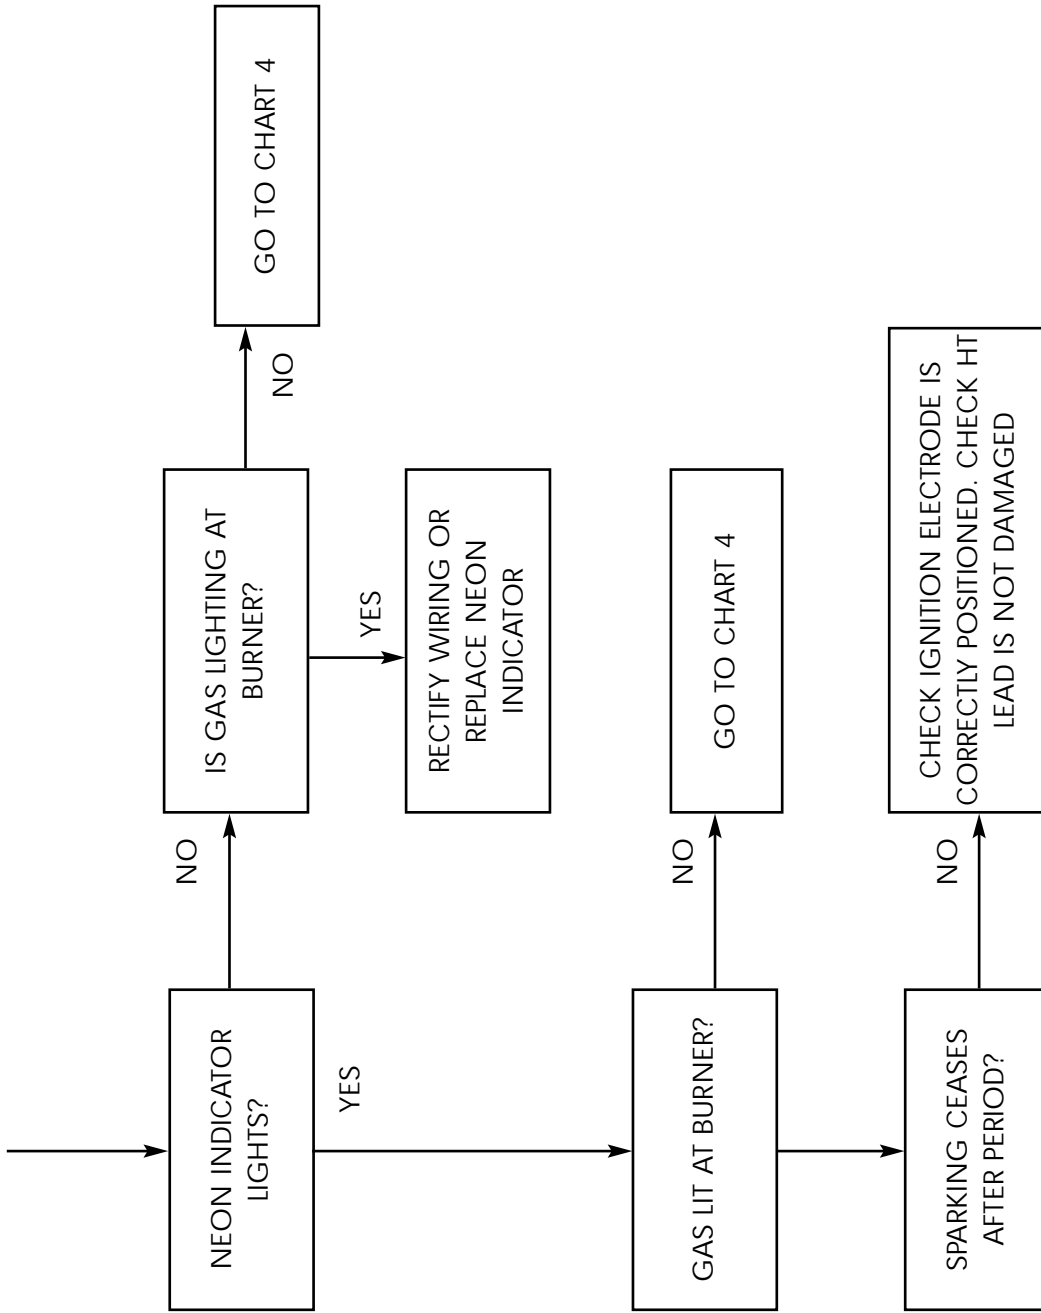 NEON INDICATOR
LIGHTS?
NO
IS GAS LIGHTING AT
BURNER?
NO
GO TO CHART 4
YES
RECTIFY WIRING OR
REPLACE NEON
INDICATOR
YES
GAS LIT AT BURNER?
NO
GO TO CHART 4
SPARKING CEASES
AFTER PERIOD?
NO
CHECK IGNITION ELECTRODE IS
CORRECTLY POSITIONED. CHECK HT
LEAD IS NOT DAMAGED